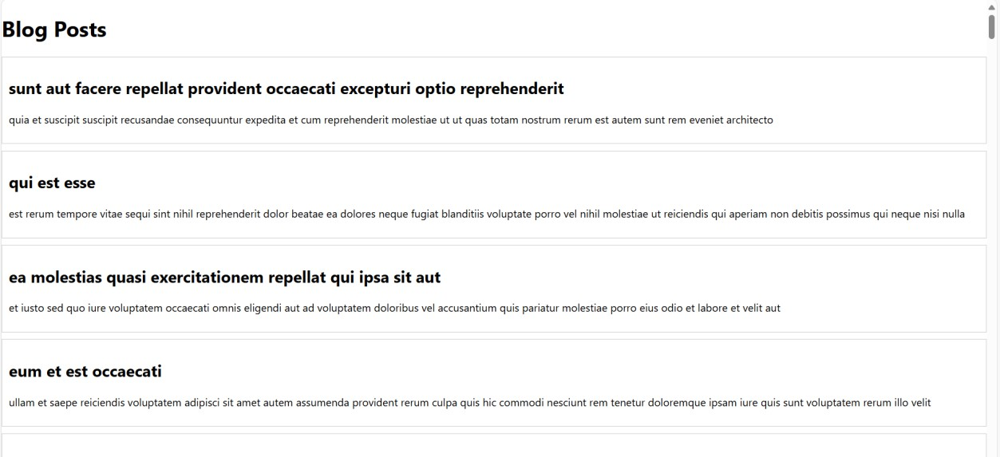 Blog Posts
sunt aut facere repellat provident occaecati excepturi optio reprehenderit
quia et suscipit suscipit recusandae consequuntur expedita et cum reprehenderit molestiae ut ut quas totam nostrum rerum est autem sunt rem eveniet architecto
qui est esse
est rerum tempore vitae sequi sint nihil reprehenderit dolor beatae ea dolores neque fugiat blanditiis voluptate porro vel nihil molestiae ut reiciendis qui aperiam non debitis possimus qui neque nisi nulla
ea molestias quasi exercitationem repellat qui ipsa sit aut
et iusto sed quo iure voluptatem occaecati omnis eligendi aut ad voluptatem doloribus vel accusantium quis pariatur molestiae porro eius odio et labore et velit aut
eum et est occaecati
ullam et saepe reiciendis voluptatem adipisci sit amet autem assumenda provident rerum culpa quis hic commodi nesciunt rem tenetur doloremque ipsam iure quis sunt voluptatem rerum illo velit